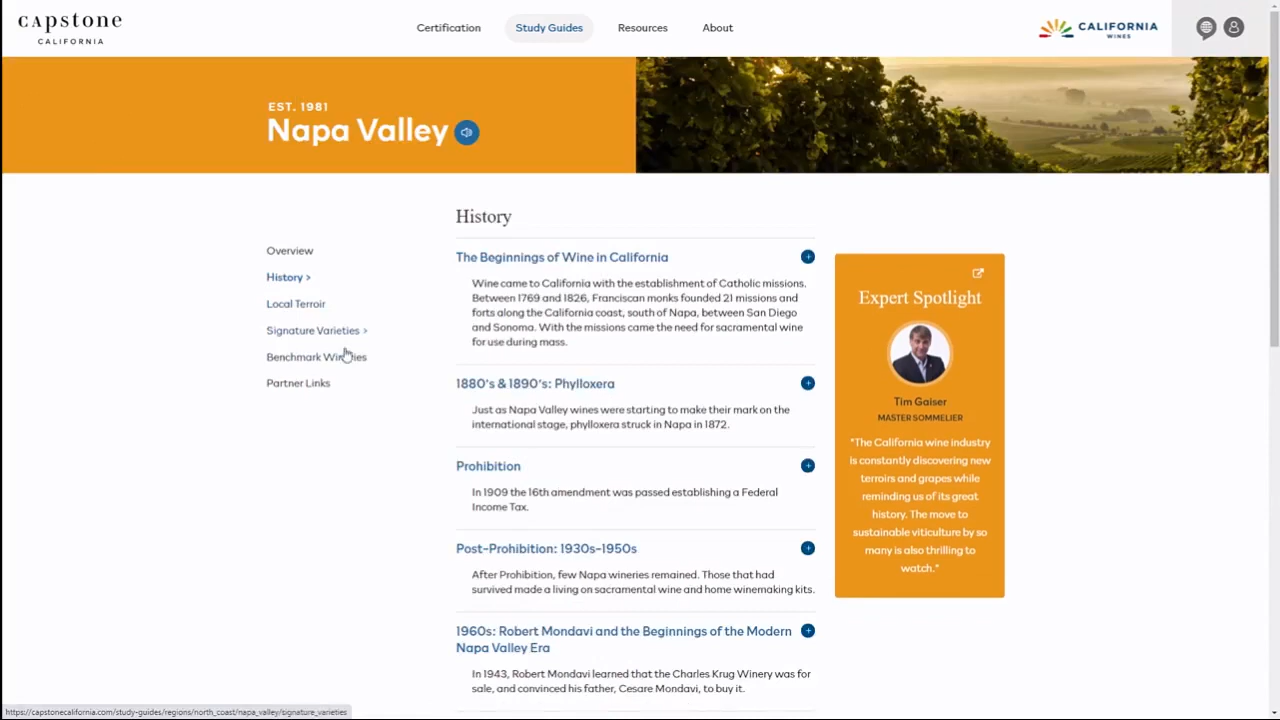 capstone
CALIFORNIA
Certification
Study Guides
Resources
About
CALIFORNIA
WINES
EST. 1981
Napa Valley
Overview
History >
Local Terroir
Signature Varieties >
Benchmark Wineries
Partner Links
History
The Beginnings of Wine in California
Wine came to California with the establishment of Catholic missions.
Between 1769 and 1826, Franciscan monks founded 21 missions and
forts along the California coast, south of Napa, between San Diego
and Sonoma. With the missions came the need for sacramental wine
for use during mass.
1880's & 1890's: Phylloxera
Just as Napa Valley wines were starting to make their mark on the
international stage, phylloxera struck in Napa in 1872.
Prohibition
In 1909 the 16th amendment was passed establishing a Federal
Income Tax.
Post-Prohibition: 1930s-1950s
After Prohibition, few Napa wineries remained. Those that had
survived made a living on sacramental wine and home winemaking kits.
1960s: Robert Mondavi and the Beginnings of the Modern
Napa Valley Era
In 1943, Robert Mondavi learned that the Charles Krug Winery was for
sale, and convinced his father, Cesare Mondavi, to buy it.
Expert Spotlight
Tim Gaiser
MASTER SOMMELIER
"The California wine industry
is constantly discovering new
terroirs and grapes while
reminding us of its great
history. The move to
sustainable viticulture by so
many is also thrilling to
watch."
https://capstonecalifornia.com/study-guides/regions/north_coast/napa_valley/signature_varieties